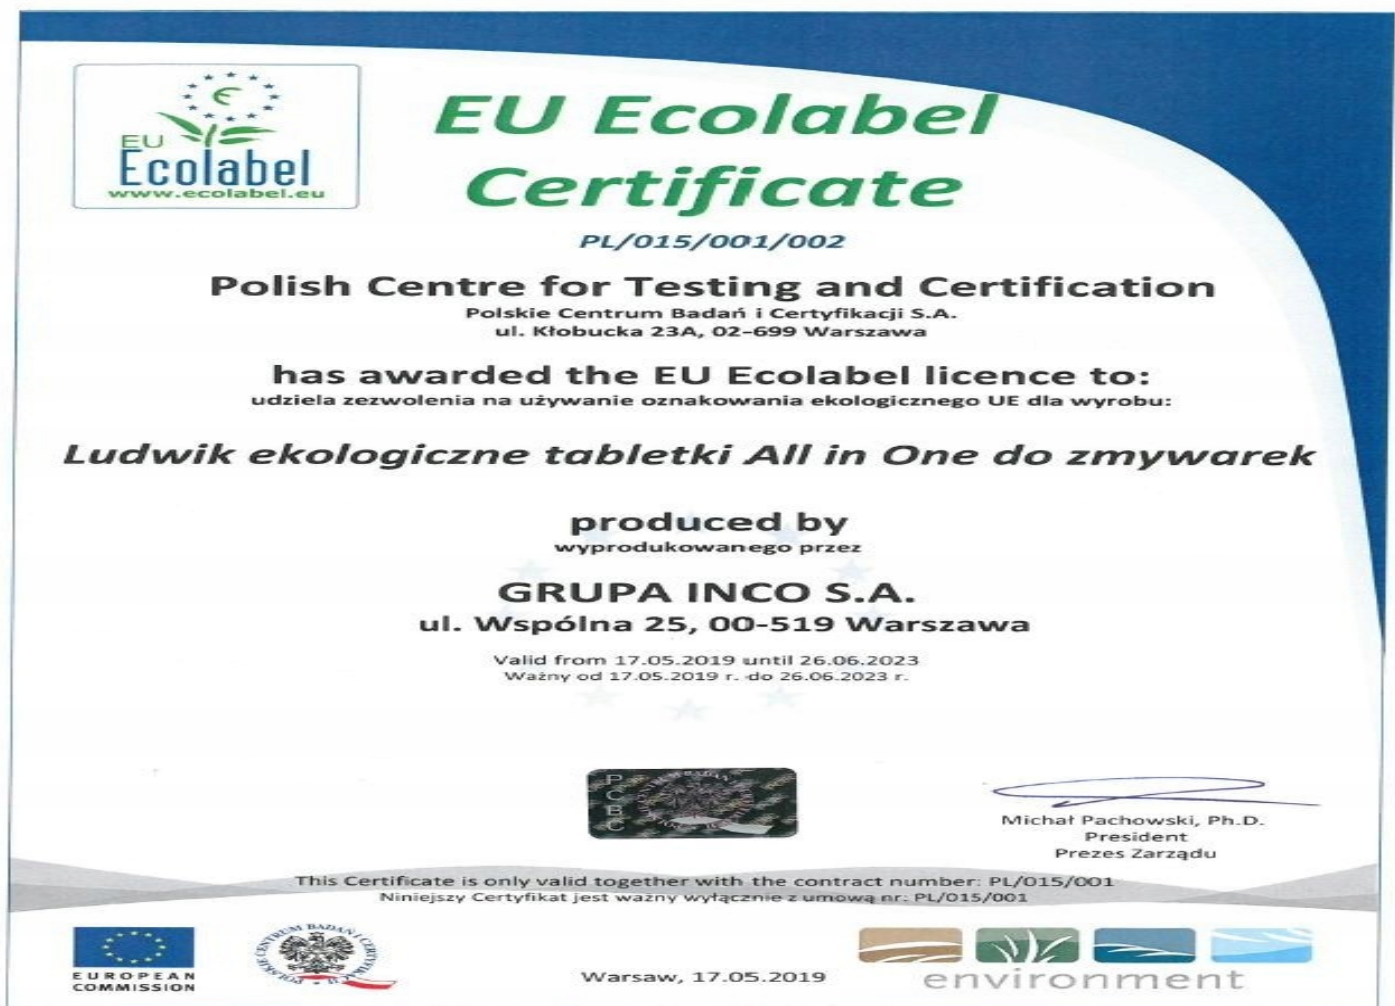 EU
Ecolabel
www.ecolabel.eu
EU Ecolabel
Certificate
PL/015/001/002
Polish Centre for Testing and Certification
Polskie Centrum Badań i Certyfikacji S.A.
ul. Kłobucka 23A, 02-699 Warszawa
has awarded the EU Ecolabel licence to:
udziela zezwolenia na używanie oznakowania ekologicznego UE dla wyrobu:
Ludwik ekologiczne tabletki All in One do zmywarek
produced by
wyprodukowanego przez
GRUPA INCO S.A.
ul. Wspólna 25, 00-519 Warszawa
Valid from 17.05.2019 until 26.06.2023
Ważny od 17.05.2019 r. do 26.06.2023 r.
PCBC
Michał Pachowski, Ph.D.
President
Prezes Zarządu
This Certificate is only valid together with the contract number: PL/015/001
Niniejszy Certyfikat jest ważny wyłącznie z umową nr: PL/015/001
EUROPEAN
COMMISSION
POLSKIE CENTRUM BADAŃ I CERTYFIKACJI
Warsaw, 17.05.2019
environment